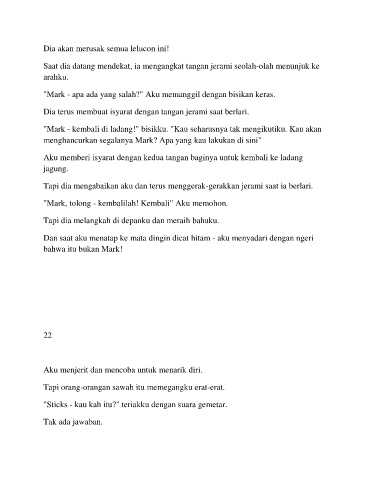 Dia akan merusak semua lelucon ini!
Saat dia datang mendekat, ia mengangkat tangan jerami seolah-olah menunjuk ke
arahku.
"Mark - apa ada yang salah?" Aku memanggil dengan bisikan keras.
Dia terus membuat isyarat dengan tangan jerami saat berlari.
"Mark - kembali di ladang!" bisikku. "Kau seharusnya tak mengikutiku. Kau akan
menghancurkan segalanya Mark? Apa yang kau lakukan di sini"
Aku memberi isyarat dengan kedua tangan baginya untuk kembali ke ladang
jagung.
Tapi dia mengabaikan aku dan terus menggerak-gerakkan jerami saat ia berlari.
"Mark, tolong - kembalilah! Kembali" Aku memohon.
Tapi dia melangkah di depanku dan meraih bahuku.
Dan saat aku menatap ke mata dingin dicat hitam - aku menyadari dengan ngeri
bahwa itu bukan Mark!
22
Aku menjerit dan mencoba untuk menarik diri.
Tapi orang-orangan sawah itu memegangku erat-erat.
"Sticks - kau kah itu?" teriakku dengan suara gemetar.
Tak ada jawaban.